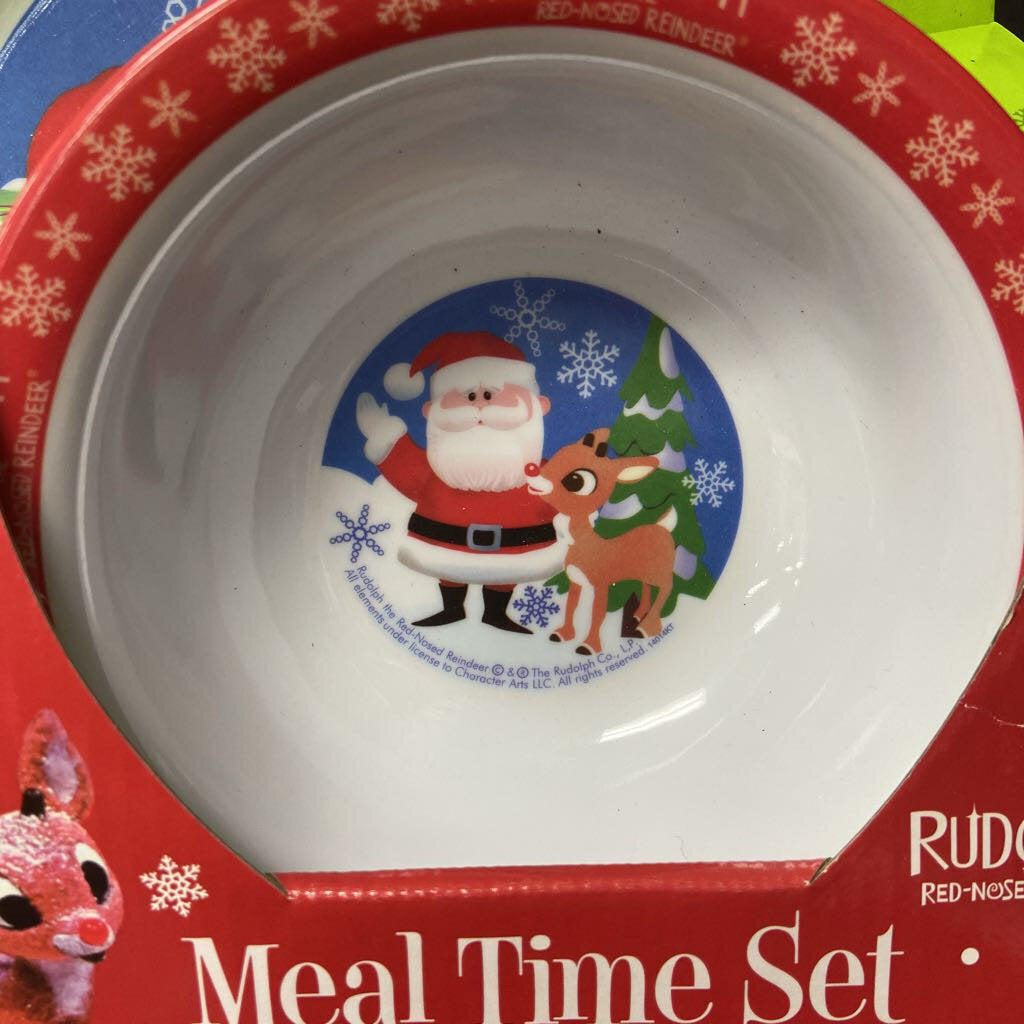 RED-NOSED REINDEER®
RED-NOSED REINDEER®
Rudolph the Red-Nosed Reindeer © & ® The Rudolph Co., L.P.
All elements under license to Character Arts LLC. All rights reserved. 14014KT
RUDO
RED-NOSE
Meal Time Set •